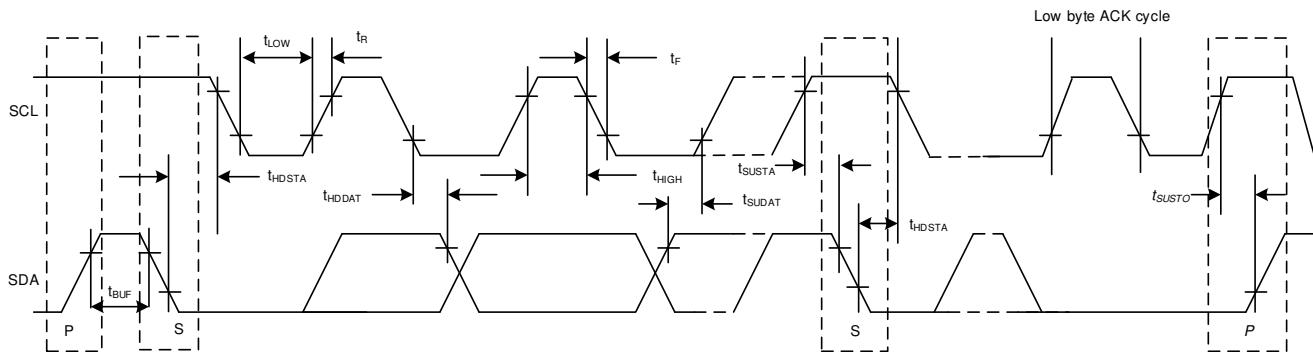 Low byte ACK cycle
tLOW
tR
tF
SCL
tHDSTA
tHDDAT
tHIGH
tSUDAT
tSUSTA
tHDSTA
tSUSTO
SDA
tBUF
P
S
S
P